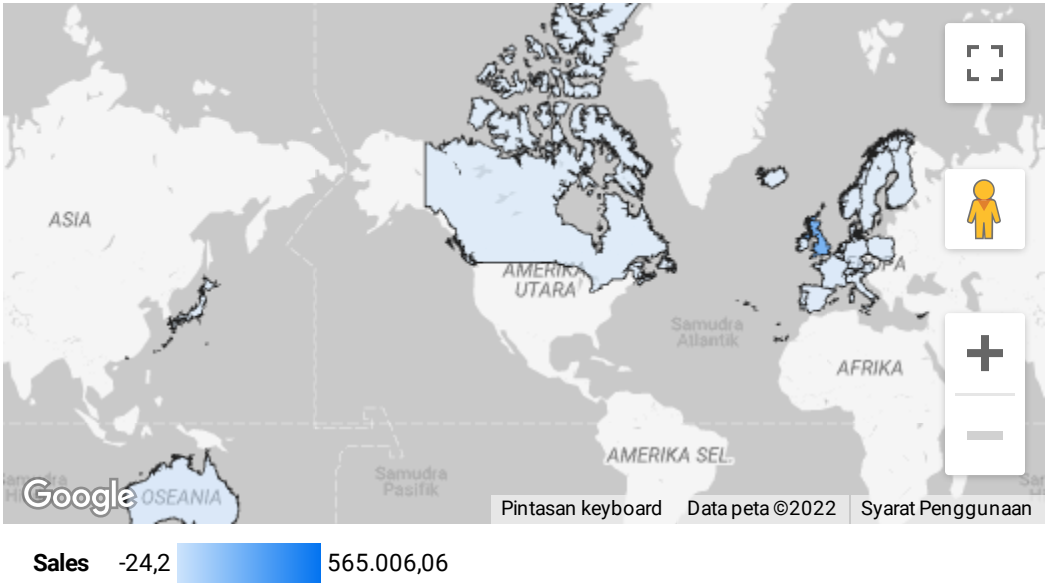 ASIA
AMERIKA
UTARA
Samudra
Atlantik
AFRIKA
AMERIKA SEL.
Samudra
Pasifik
OSEANIA
Google
Pintasan keyboard
Data peta ©2022
Syarat Penggunaan
Sales -24,2 565.006,06